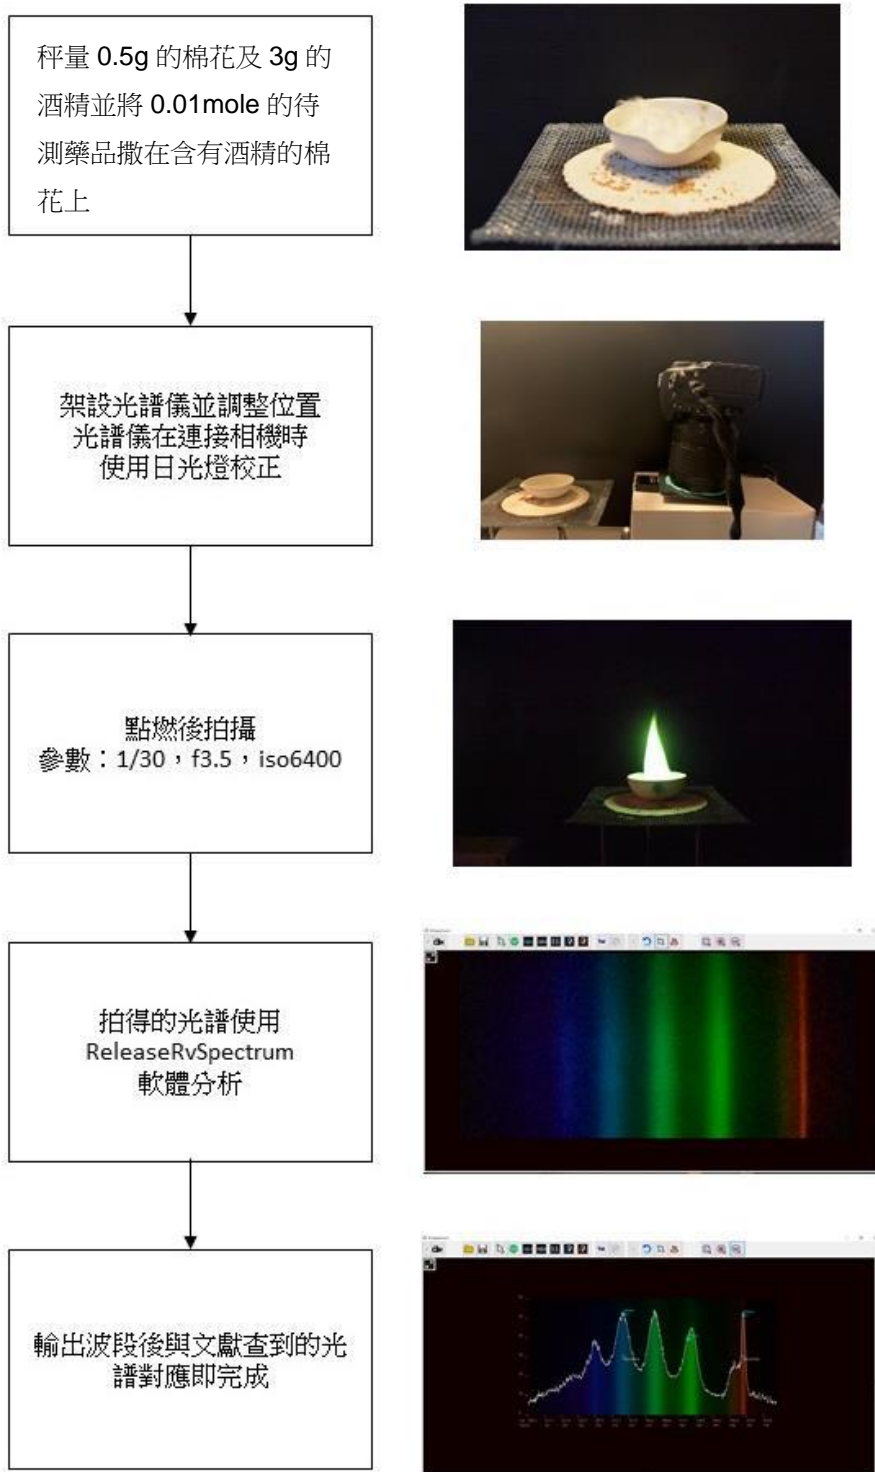 秤量 0.5g 的棉花及 3g 的
酒精並將 0.01mole 的待
測藥品撒在含有酒精的棉
花上
架設光譜儀並調整位置
光譜儀在連接相機時
使用日光燈校正
點燃後拍攝
參數：1/30，f3.5，iso6400
拍得的光譜使用
ReleaseRvSpectrum
軟體分析
輸出波段後與文獻查到的光
譜對應即完成